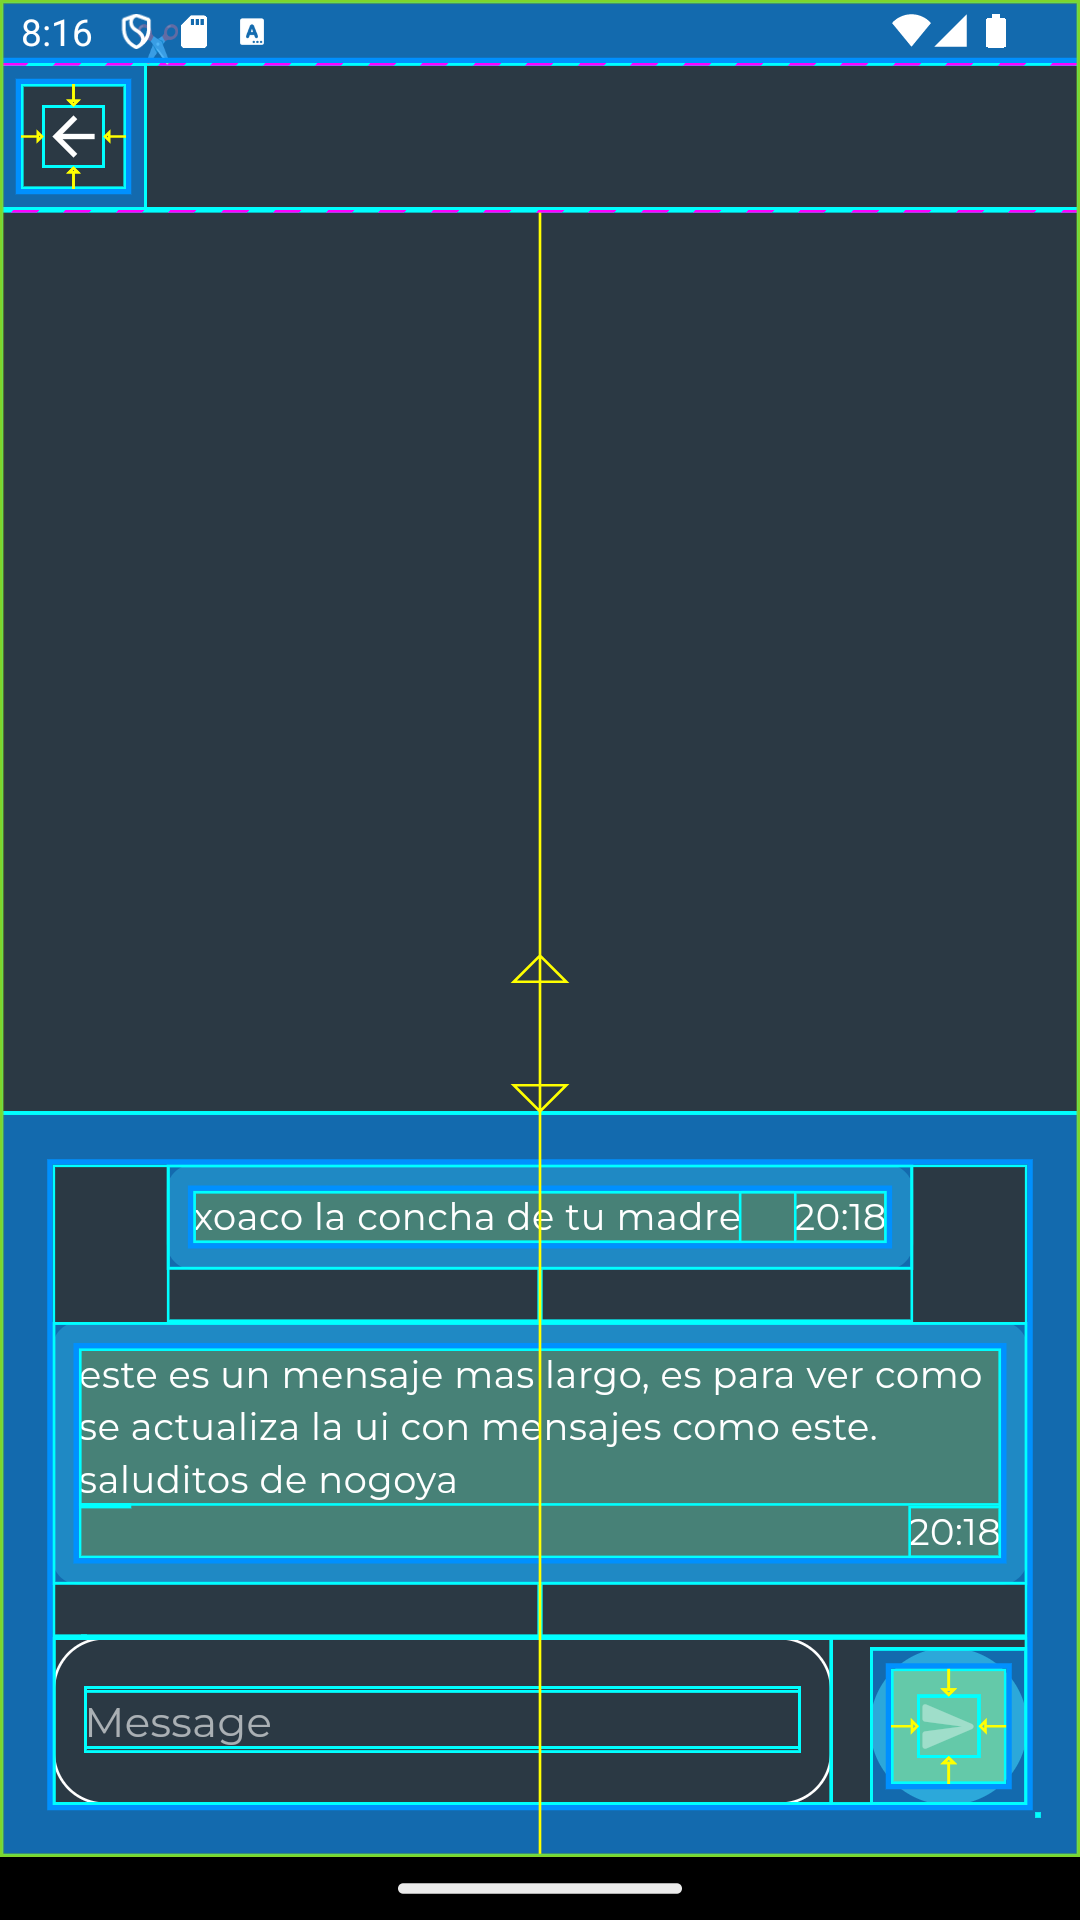 8:16
A
xoaco la concha de tu madre 20:18
este es un mensaje mas largo, es para ver como
se actualiza la ui con mensajes como este.
saluditos de nogoya
20:18
Message